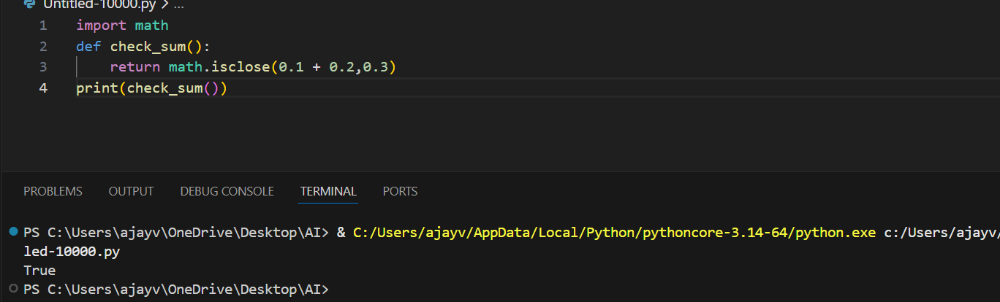 Untitled-10000.py > ...
1 import math
2 def check_sum():
3     return math.isclose(0.1 + 0.2,0.3)
4 print(check_sum())
PROBLEMS OUTPUT DEBUG CONSOLE TERMINAL PORTS
PS C:\Users\ajayv\OneDrive\Desktop\AI> & C:/Users/ajayv/AppData/Local/Python/pythoncore-3.14-64/python.exe c:/Users/ajayv/
led-10000.py
True
PS C:\Users\ajayv\OneDrive\Desktop\AI>